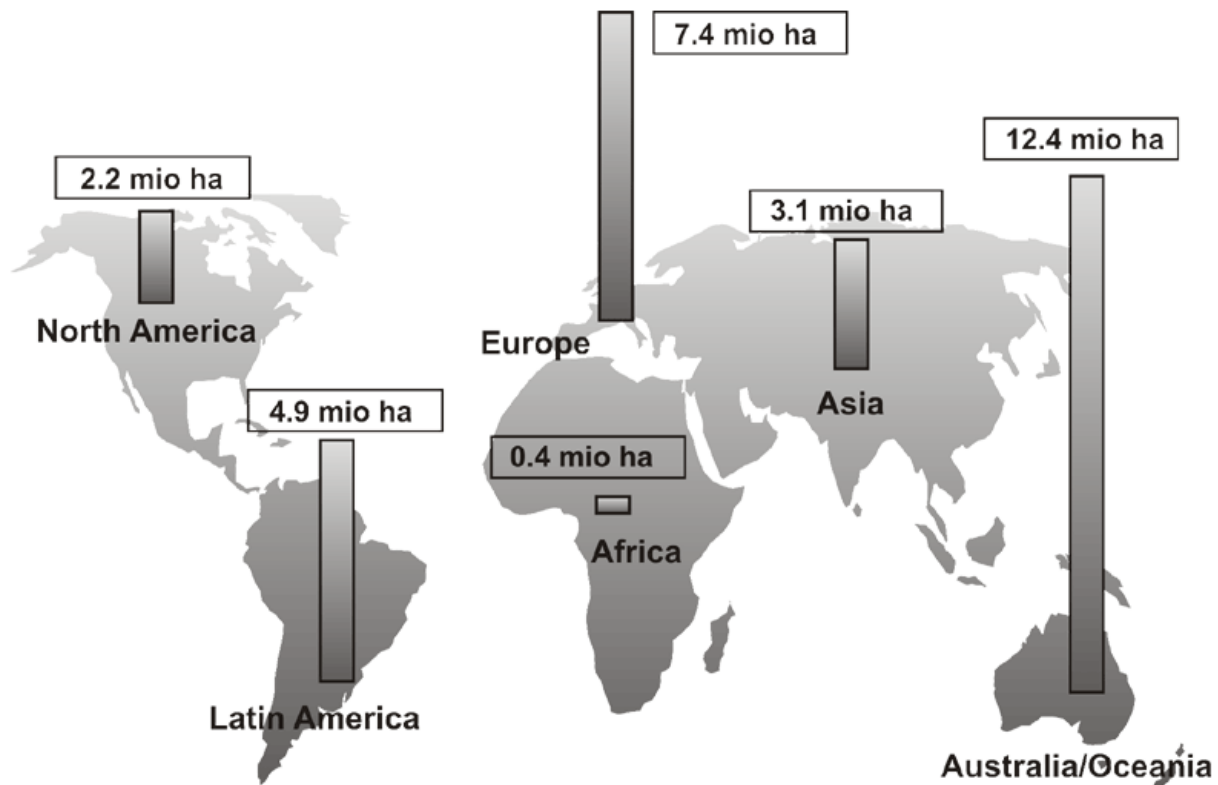 7.4 mio ha
12.4 mio ha
2.2 mio ha
3.1 mio ha
North America
Europe
Asia
4.9 mio ha
0.4 mio ha
Africa
Latin America
Australia/Oceania